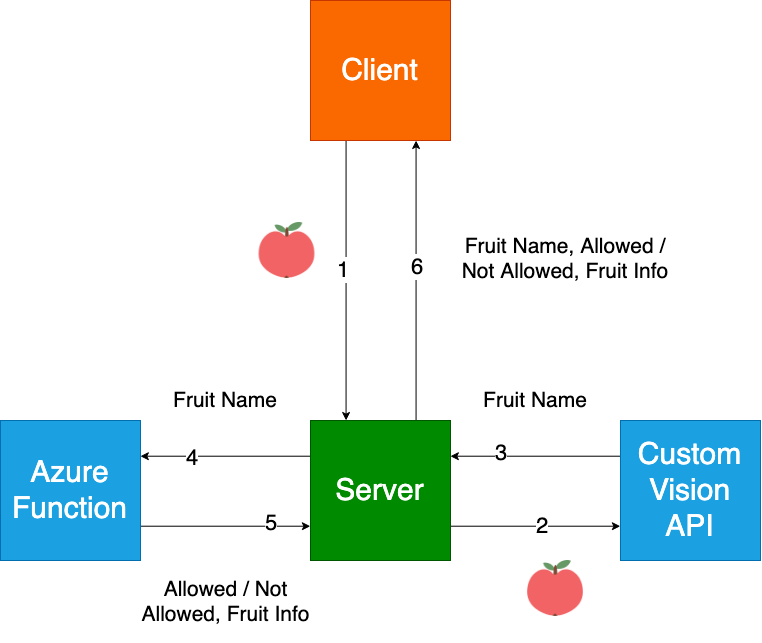 Client
1
6
Fruit Name, Allowed /
Not Allowed, Fruit Info
Fruit Name
Fruit Name
Azure
Function
4
5
Server
3
2
Custom
Vision
API
Allowed / Not
Allowed, Fruit Info